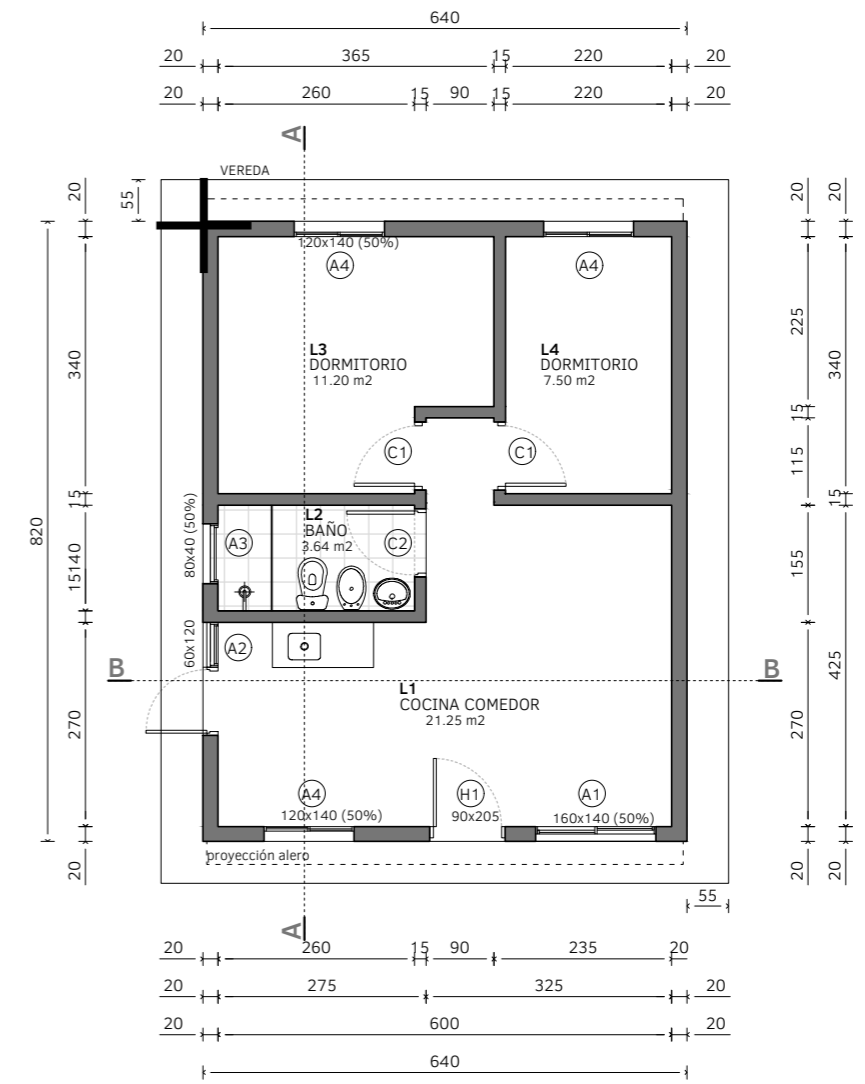 640
20 365 15 220 20
20 260 15 90 15 220 20
A
VEREDA
20
55
20
20
120x140 (50%)
A4
A4
340
225
340
L3
DORMITORIO
11.20 m2
L4
DORMITORIO
7.50 m2
15
C1
C1
115
15
15
820
80x40 (50%)
L2
BAÑO
3.64 m2
A3
C2
140
155
15
60x120
A2
B
B
425
L1
COCINA COMEDOR
21.25 m2
270
270
A4
120x140 (50%)
H1
90x205
A1
160x140 (50%)
proyección alero
20
20
20
55
A
20 260 15 90 235 20
20 275 325 20
20 600 20
640